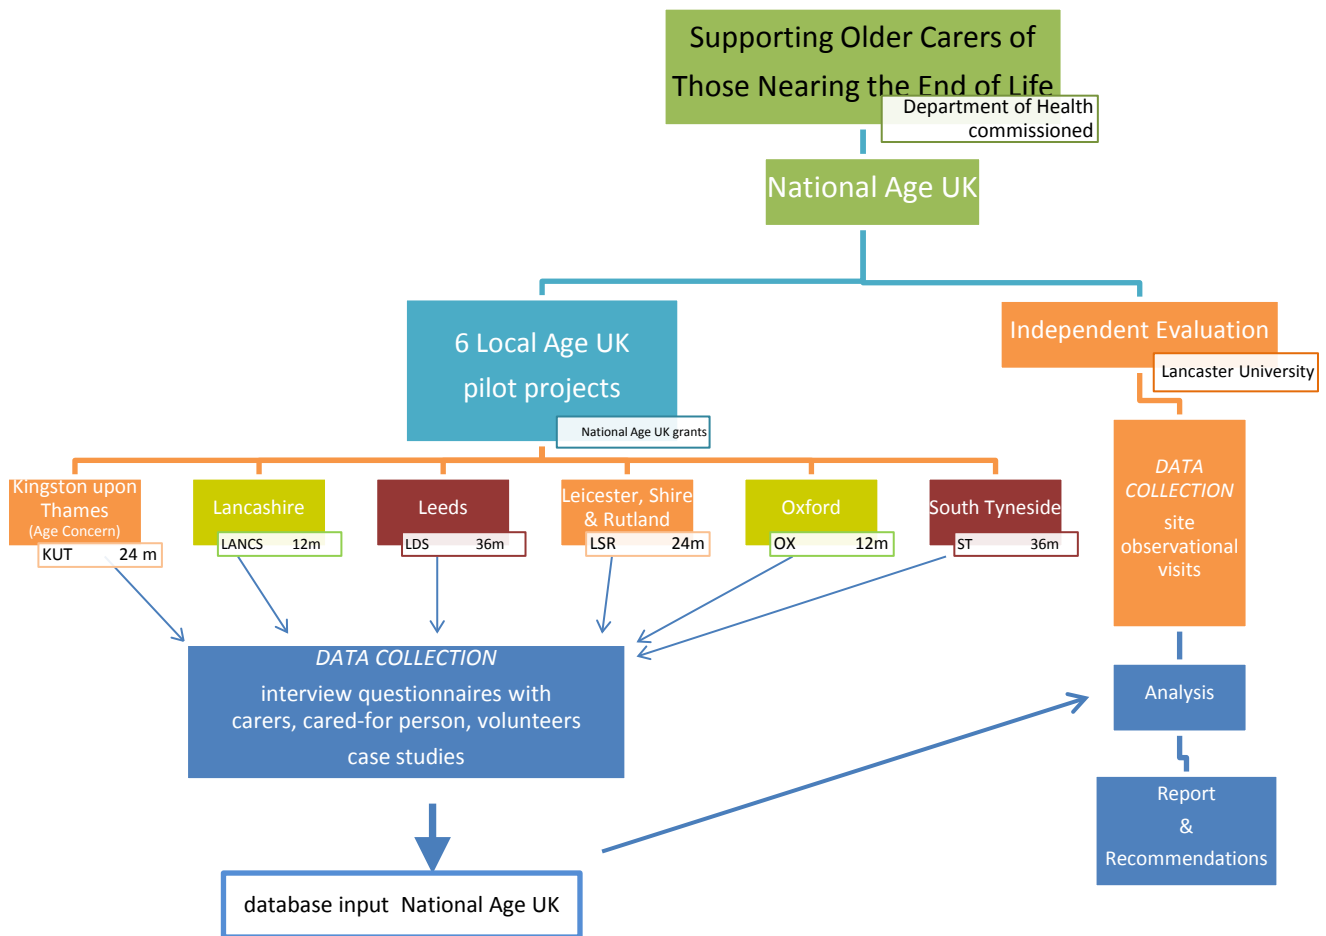 Supporting Older Carers of
Those Nearing the End of Life
Department of Health
commissioned
National Age UK
6 Local Age UK
pilot projects
National Age UK grants
Independent Evaluation
Lancaster University
Kingston upon
Thames
(Age Concern)
KUT 24 m
Lancashire
LANCS 12m
Leeds
LDS 36m
Leicester, Shire
& Rutland
LSR 24m
Oxford
OX 12m
South Tyneside
ST 36m
DATA
COLLECTION
site
observational
visits
DATA COLLECTION
interview questionnaires with
carers, cared-for person, volunteers
case studies
Analysis
Report
&
Recommendations
database input National Age UK